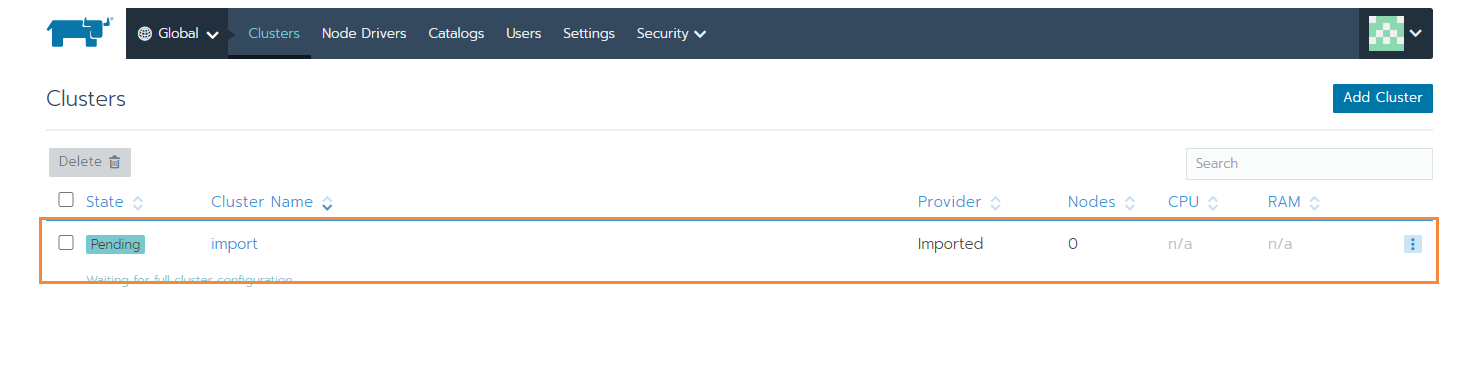 Global Clusters Node Drivers Catalogs Users Settings Security
Clusters
Add Cluster
Delete
Search
State Cluster Name Provider Nodes CPU RAM
Pending import Imported 0 n/a n/a
Waiting for full cluster configuration